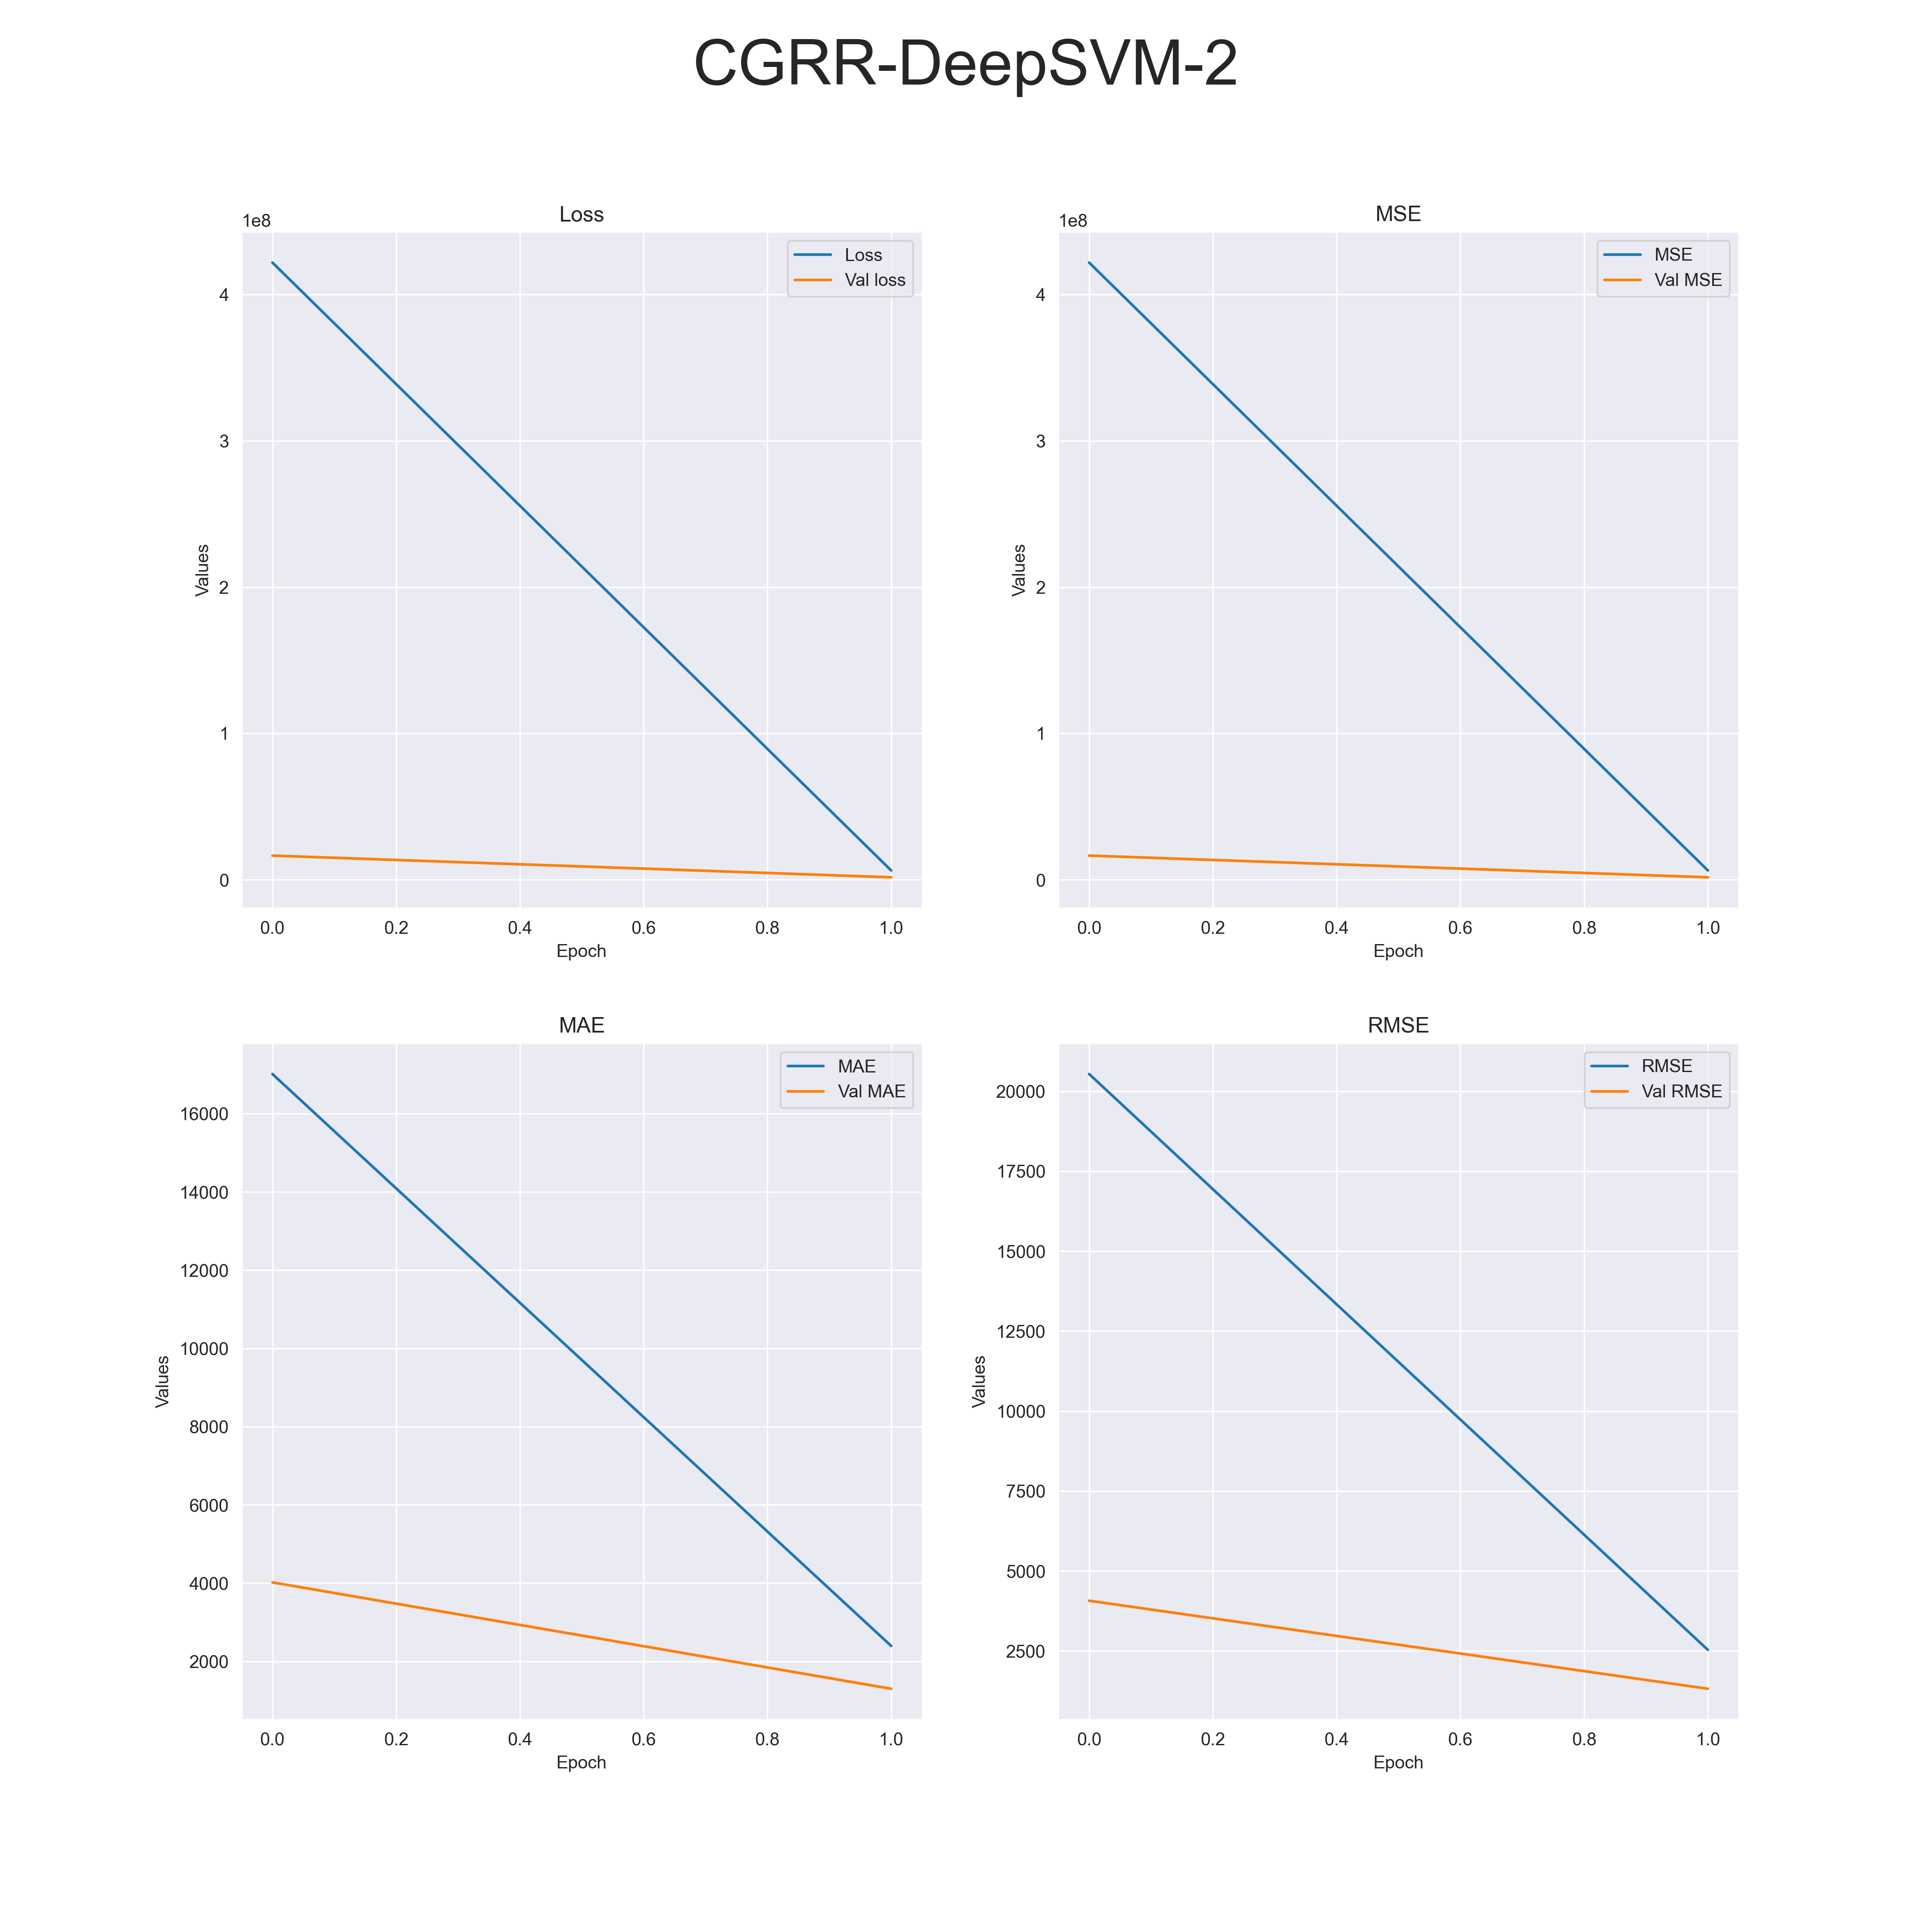 CGRR-DeepSVM-2
Loss
1e8
Loss
Val loss
4
3
2
1
0
Values
0.0 0.2 0.4 0.6 0.8 1.0
Epoch
MSE
1e8
MSE
Val MSE
4
3
2
1
0
Values
0.0 0.2 0.4 0.6 0.8 1.0
Epoch
MAE
MAE
Val MAE
16000
14000
12000
10000
8000
6000
4000
2000
Values
0.0 0.2 0.4 0.6 0.8 1.0
Epoch
RMSE
RMSE
Val RMSE
20000
17500
15000
12500
10000
7500
5000
2500
Values
0.0 0.2 0.4 0.6 0.8 1.0
Epoch